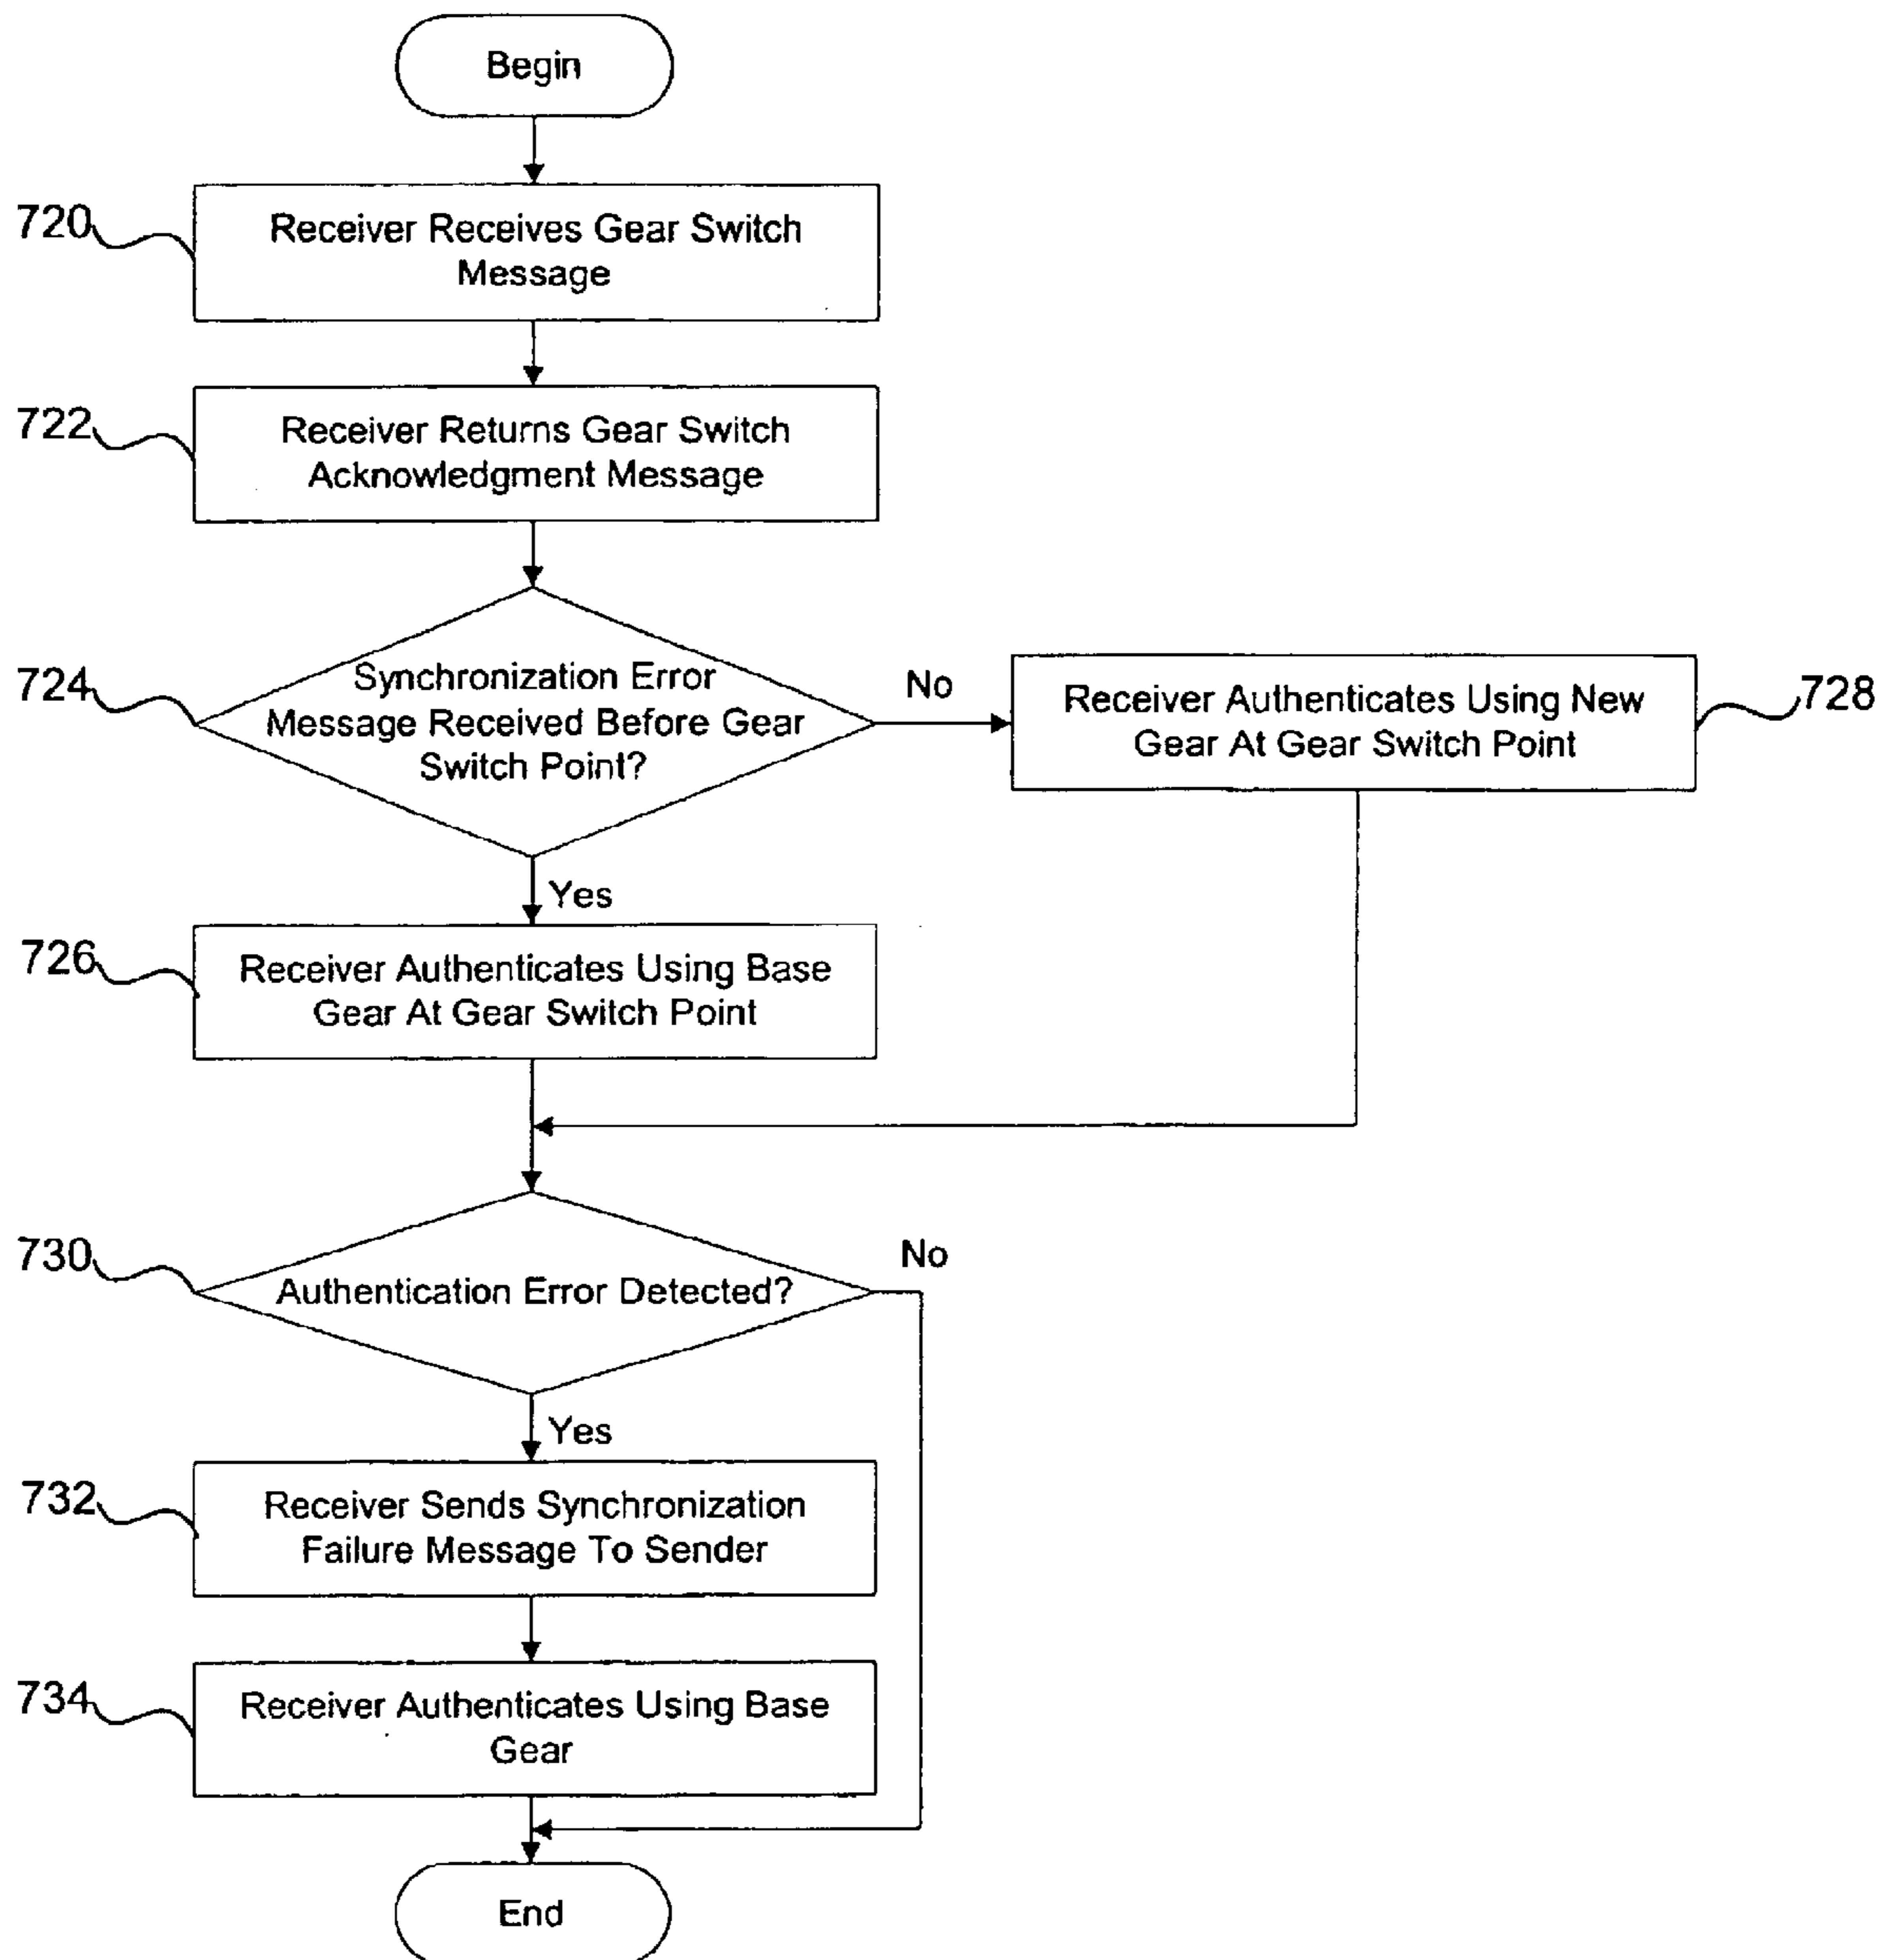 Begin
720
Receiver Receives Gear Switch
Message
722
Receiver Returns Gear Switch
Acknowledgment Message
724
Synchronization Error
Message Received Before Gear
Switch Point?
No
Receiver Authenticates Using New
Gear At Gear Switch Point
728
Yes
726
Receiver Authenticates Using Base
Gear At Gear Switch Point
730
Authentication Error Detected?
No
Yes
732
Receiver Sends Synchronization
Failure Message To Sender
734
Receiver Authenticates Using Base
Gear
End